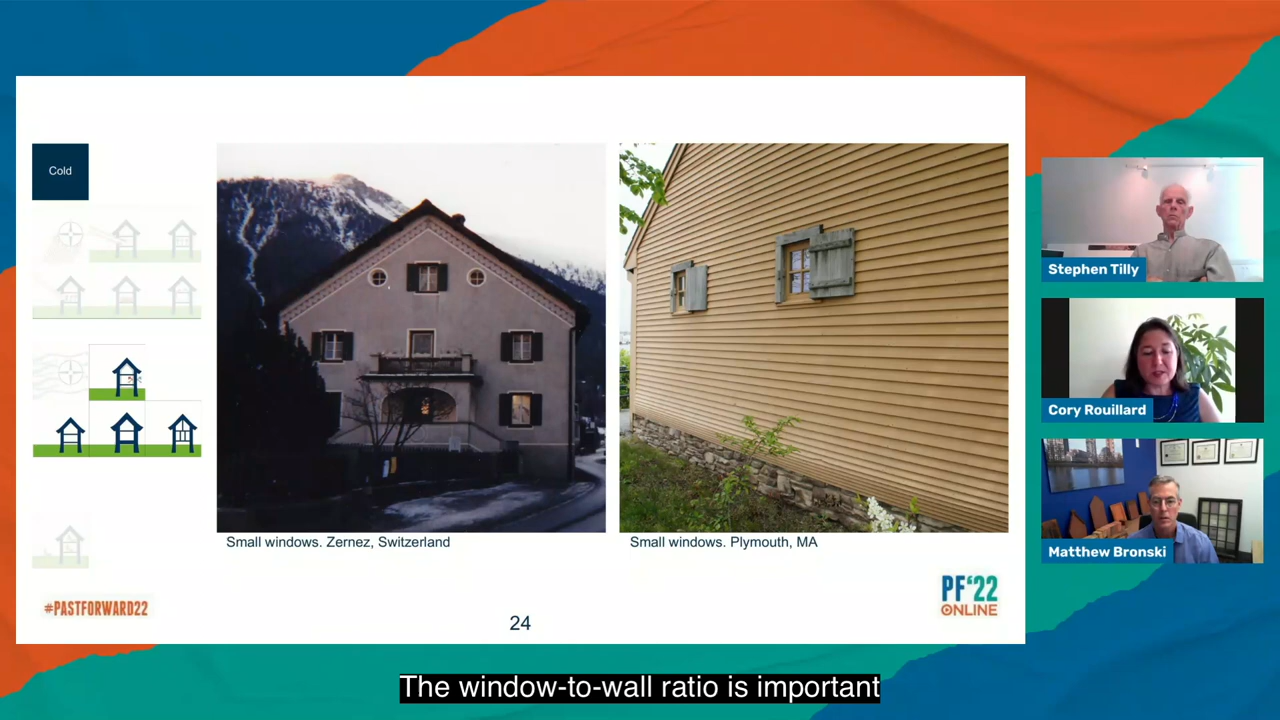 Cold
Small windows. Zernez, Switzerland
Small windows. Plymouth, MA
#PASTFORWARD22
24
PF'22
ONLINE
Stephen Tilly
Cory Rouillard
Matthew Bronski
The window-to-wall ratio is important